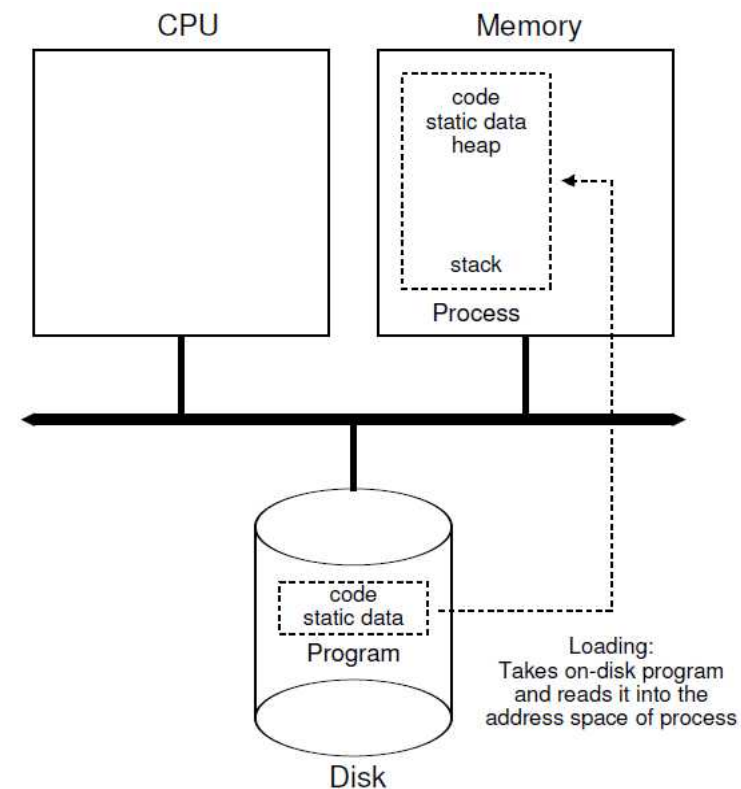 CPU
Memory
code
static data
heap
stack
Process
code
static data
Program
Loading:
Takes on-disk program
and reads it into the
address space of process
Disk